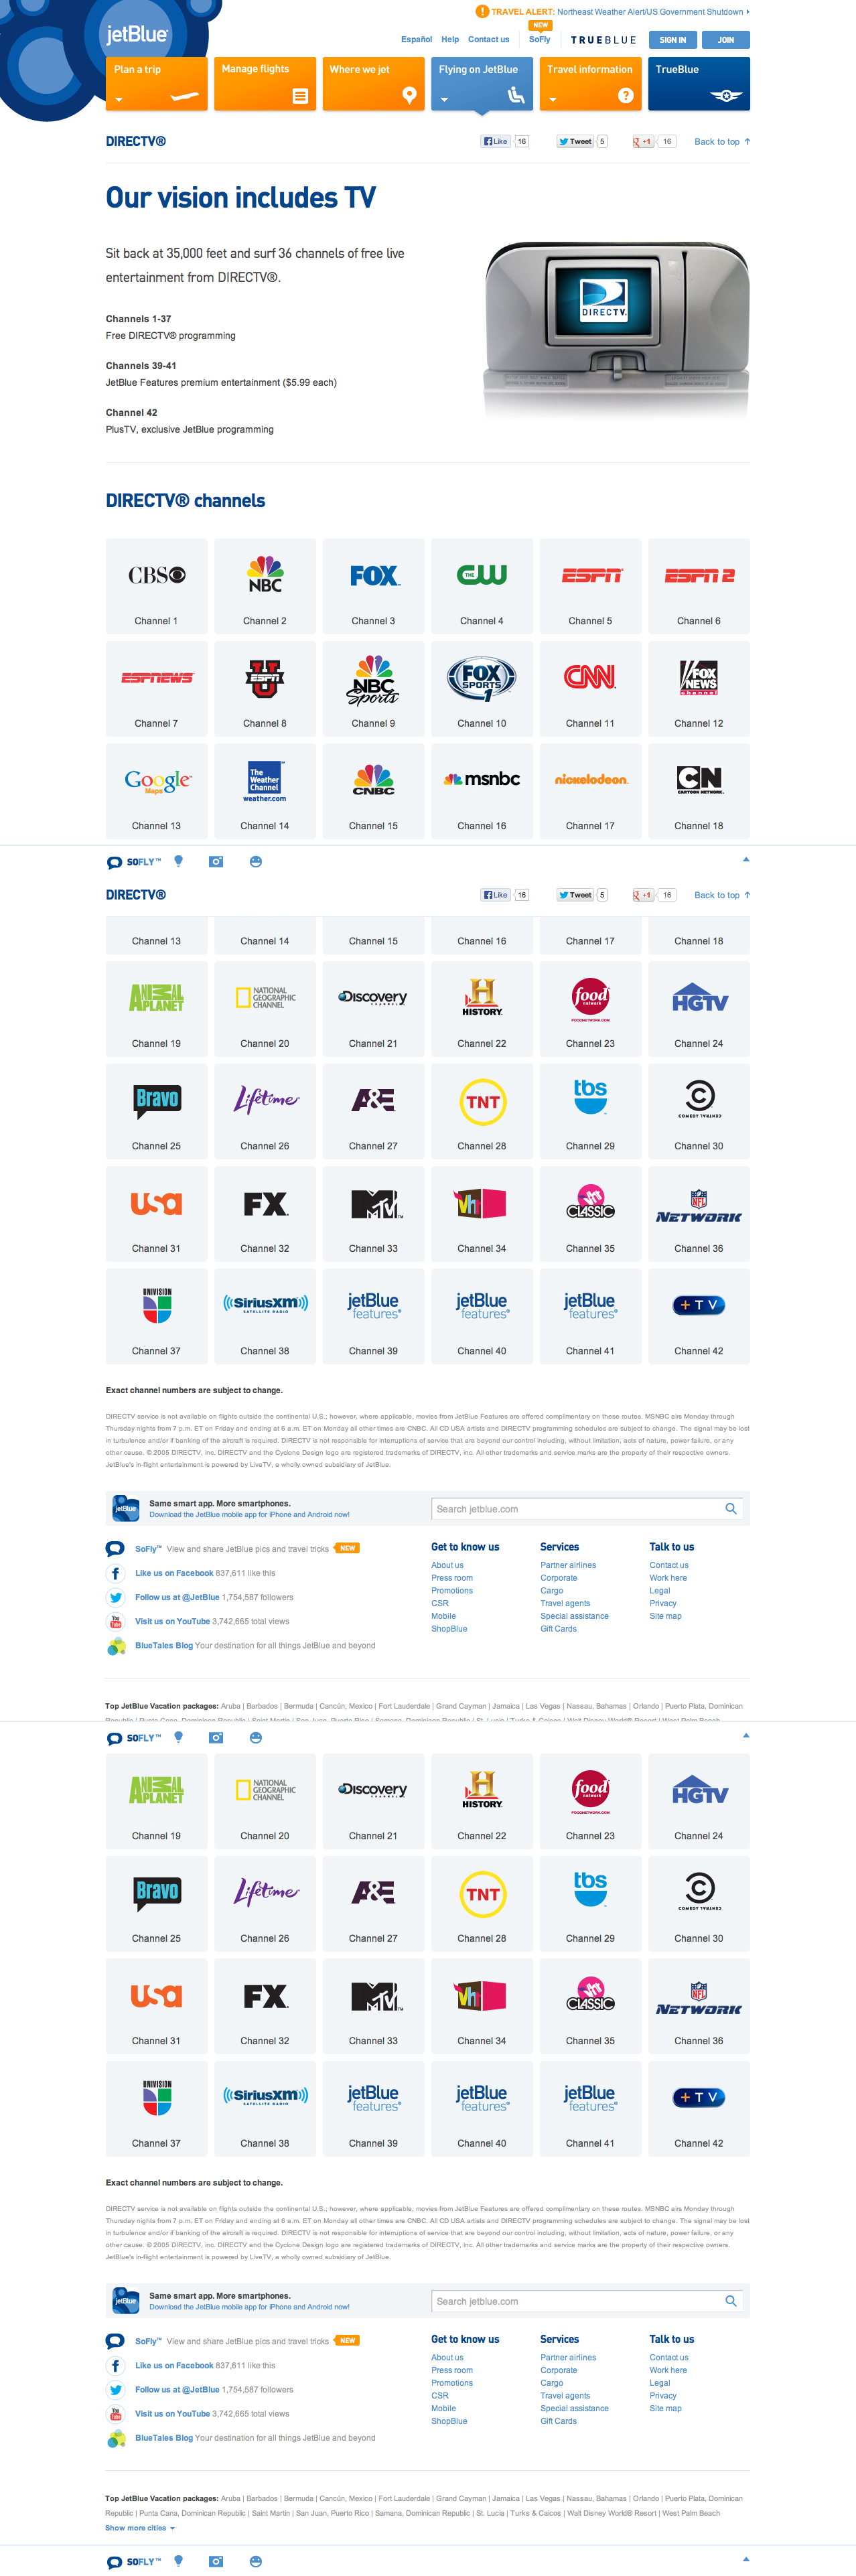 TRAVEL ALERT: Northeast Weather Alert/US Government Shutdown
NEW
jetBlue
Español Help Contact us SoFly TRUEBLUE SIGN IN JOIN
Plan a trip Manage flights Where we jet Flying on JetBlue Travel information TrueBlue
DIRECTV® Like 16 Tweet 5 +1 16 Back to top
Our vision includes TV
Sit back at 35,000 feet and surf 36 channels of free live
entertainment from DIRECTV®.
DIRECTV
Channels 1-37
Free DIRECTV® programming
Channels 39-41
JetBlue Features premium entertainment ($5.99 each)
Channel 42
PlusTV, exclusive JetBlue programming
DIRECTV® channels
CBS NBC FOX THE CW ESPN ESPN 2
Channel 1 Channel 2 Channel 3 Channel 4 Channel 5 Channel 6
ESPNEWS ESPN U NBC Sports FOX SPORTS 1 CNN FOX NEWS channel
Channel 7 Channel 8 Channel 9 Channel 10 Channel 11 Channel 12
Google Maps The Weather Channel weather.com CNBC msnbc nickelodeon CN CARTOON NETWORK
Channel 13 Channel 14 Channel 15 Channel 16 Channel 17 Channel 18
SOFLY™
DIRECTV® Like 16 Tweet 5 +1 16 Back to top
Channel 13 Channel 14 Channel 15 Channel 16 Channel 17 Channel 18
ANIMAL PLANET NATIONAL GEOGRAPHIC CHANNEL Discovery CHANNEL H HISTORY food network FOODNETWORK.COM HGTV
Channel 19 Channel 20 Channel 21 Channel 22 Channel 23 Channel 24
Bravo Lifetime A&E TNT tbs COMEDY CENTRAL
Channel 25 Channel 26 Channel 27 Channel 28 Channel 29 Channel 30
USA FX MTV Vh1 Vh1 CLASSIC NFL NETWORK
Channel 31 Channel 32 Channel 33 Channel 34 Channel 35 Channel 36
UNIVISION SiriusXM SATELLITE RADIO jetBlue features® jetBlue features® jetBlue features® +TV
Channel 37 Channel 38 Channel 39 Channel 40 Channel 41 Channel 42
Exact channel numbers are subject to change.
DIRECTV service is not available on flights outside the continental U.S.; however, where applicable, movies from JetBlue Features are offered complimentary on these routes. MSNBC airs Monday through
Thursday nights from 7 p.m. ET on Friday and ending at 6 a.m. ET on Monday all other times are CNBC. All CD USA artists and DIRECTV programming schedules are subject to change. The signal may be lost
in turbulence and/or if banking of the aircraft is required. DIRECTV is not responsible for interruptions of service that are beyond our control including, without limitation, acts of nature, power failure, or any
other cause. © 2005 DIRECTV, inc. DIRECTV and the Cyclone Design logo are registered trademarks of DIRECTV, inc. All other trademarks and service marks are the property of their respective owners.
JetBlue's in-flight entertainment is powered by LiveTV, a wholly owned subsidiary of JetBlue.
jetBlue Same smart app. More smartphones.
Download the JetBlue mobile app for iPhone and Android now!
Search jetblue.com
SoFly™ View and share JetBlue pics and travel tricks NEW
Like us on Facebook 837,611 like this
Follow us at @JetBlue 1,754,587 followers
Visit us on YouTube 3,742,665 total views
BlueTales Blog Your destination for all things JetBlue and beyond
Get to know us
About us
Press room
Promotions
CSR
Mobile
ShopBlue
Services
Partner airlines
Corporate
Cargo
Travel agents
Special assistance
Gift Cards
Talk to us
Contact us
Work here
Legal
Privacy
Site map
Top JetBlue Vacation packages: Aruba | Barbados | Bermuda | Cancún, Mexico | Fort Lauderdale | Grand Cayman | Jamaica | Las Vegas | Nassau, Bahamas | Orlando | Puerto Plata, Dominican
Republic | Punta Cana, Dominican Republic | Saint Martin | San Juan, Puerto Rico | Samana, Dominican Republic | St. Lucia | Turks & Caicos | Walt Disney World® Resort | West Palm Beach
SOFLY™
ANIMAL PLANET NATIONAL GEOGRAPHIC CHANNEL Discovery CHANNEL H HISTORY food network FOODNETWORK.COM HGTV
Channel 19 Channel 20 Channel 21 Channel 22 Channel 23 Channel 24
Bravo Lifetime A&E TNT tbs COMEDY CENTRAL
Channel 25 Channel 26 Channel 27 Channel 28 Channel 29 Channel 30
USA FX MTV Vh1 Vh1 CLASSIC NFL NETWORK
Channel 31 Channel 32 Channel 33 Channel 34 Channel 35 Channel 36
UNIVISION SiriusXM SATELLITE RADIO jetBlue features® jetBlue features® jetBlue features® +TV
Channel 37 Channel 38 Channel 39 Channel 40 Channel 41 Channel 42
Exact channel numbers are subject to change.
DIRECTV service is not available on flights outside the continental U.S.; however, where applicable, movies from JetBlue Features are offered complimentary on these routes. MSNBC airs Monday through
Thursday nights from 7 p.m. ET on Friday and ending at 6 a.m. ET on Monday all other times are CNBC. All CD USA artists and DIRECTV programming schedules are subject to change. The signal may be lost
in turbulence and/or if banking of the aircraft is required. DIRECTV is not responsible for interruptions of service that are beyond our control including, without limitation, acts of nature, power failure, or any
other cause. © 2005 DIRECTV, inc. DIRECTV and the Cyclone Design logo are registered trademarks of DIRECTV, inc. All other trademarks and service marks are the property of their respective owners.
JetBlue's in-flight entertainment is powered by LiveTV, a wholly owned subsidiary of JetBlue.
jetBlue Same smart app. More smartphones.
Download the JetBlue mobile app for iPhone and Android now!
Search jetblue.com
SoFly™ View and share JetBlue pics and travel tricks NEW
Like us on Facebook 837,611 like this
Follow us at @JetBlue 1,754,587 followers
Visit us on YouTube 3,742,665 total views
BlueTales Blog Your destination for all things JetBlue and beyond
Get to know us
About us
Press room
Promotions
CSR
Mobile
ShopBlue
Services
Partner airlines
Corporate
Cargo
Travel agents
Special assistance
Gift Cards
Talk to us
Contact us
Work here
Legal
Privacy
Site map
Top JetBlue Vacation packages: Aruba | Barbados | Bermuda | Cancún, Mexico | Fort Lauderdale | Grand Cayman | Jamaica | Las Vegas | Nassau, Bahamas | Orlando | Puerto Plata, Dominican
Republic | Punta Cana, Dominican Republic | Saint Martin | San Juan, Puerto Rico | Samana, Dominican Republic | St. Lucia | Turks & Caicos | Walt Disney World® Resort | West Palm Beach
Show more cities
SOFLY™